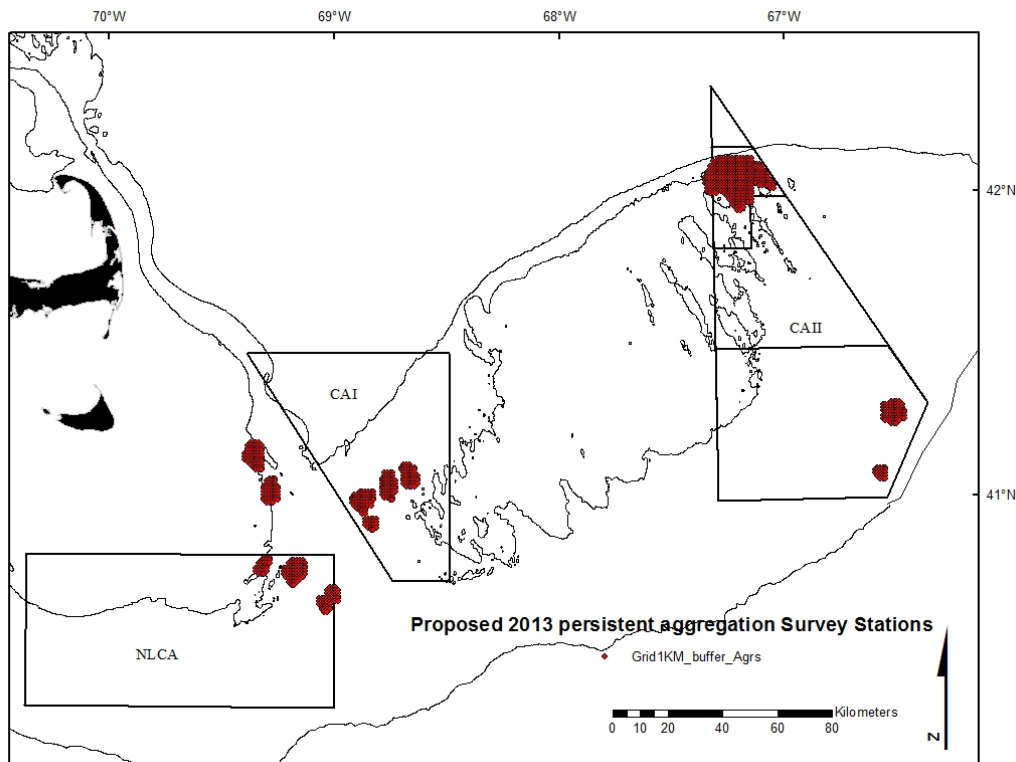 70°W 69°W 68°W 67°W
42°N
CAII
CAI
41°N
Proposed 2013 persistent aggregation Survey Stations
NLCA
Grid1KM_buffer_Agrs
Kilometers
0 5 10 20 40 60 80
N